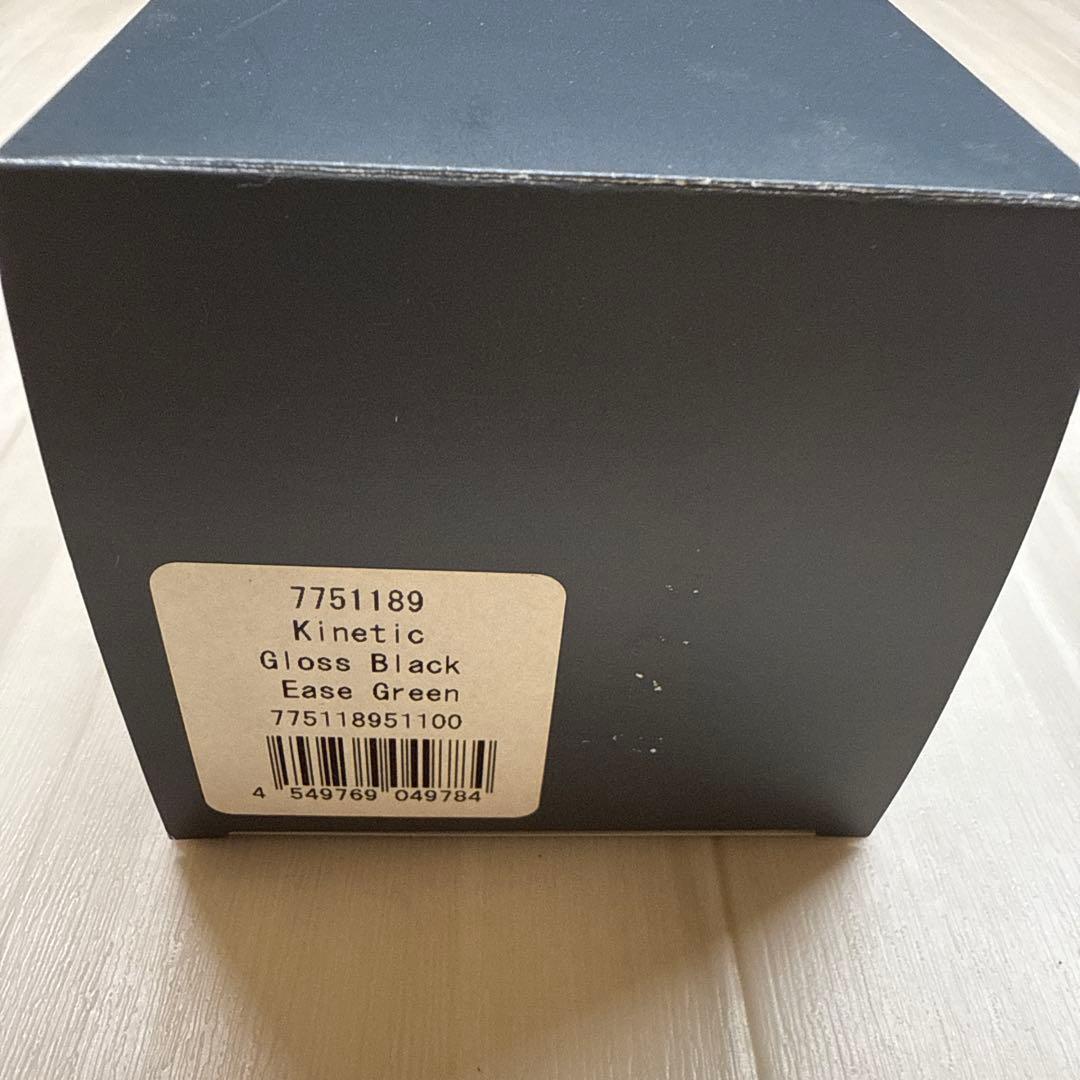 7751189
Kinetic
Gloss Black
Ease Green
775118951100
4 549769 049784